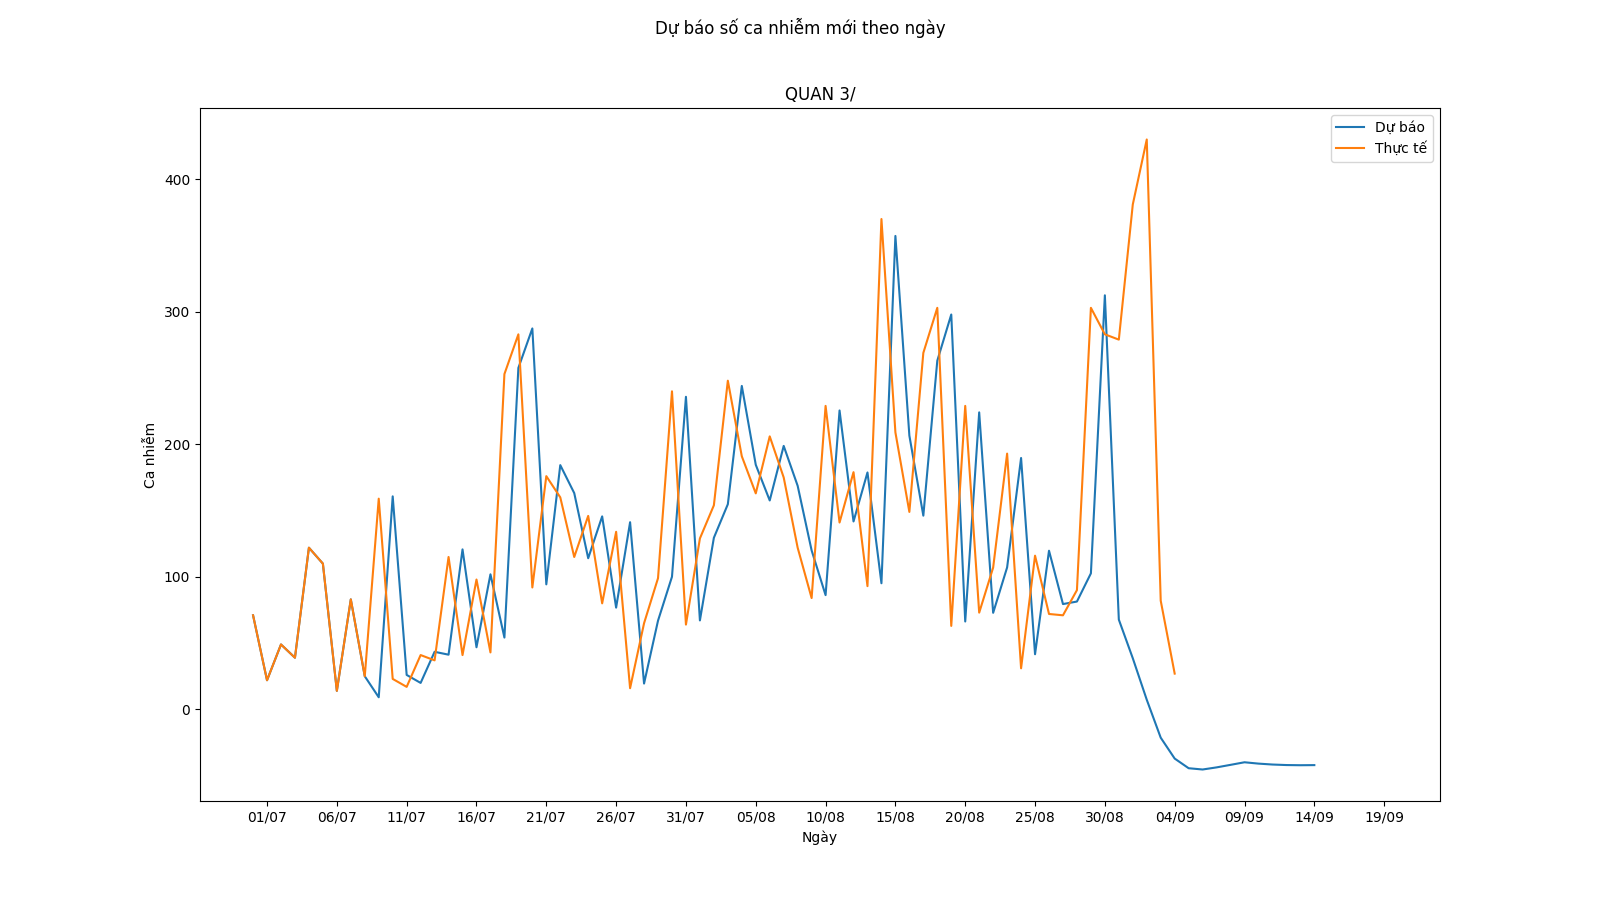 Dự báo số ca nhiễm mới theo ngày
QUAN 3/
Dự báo
Thực tế
400
300
200
100
0
Ca nhiễm
01/07 06/07 11/07 16/07 21/07 26/07 31/07 05/08 10/08 15/08 20/08 25/08 30/08 04/09 09/09 14/09 19/09
Ngày